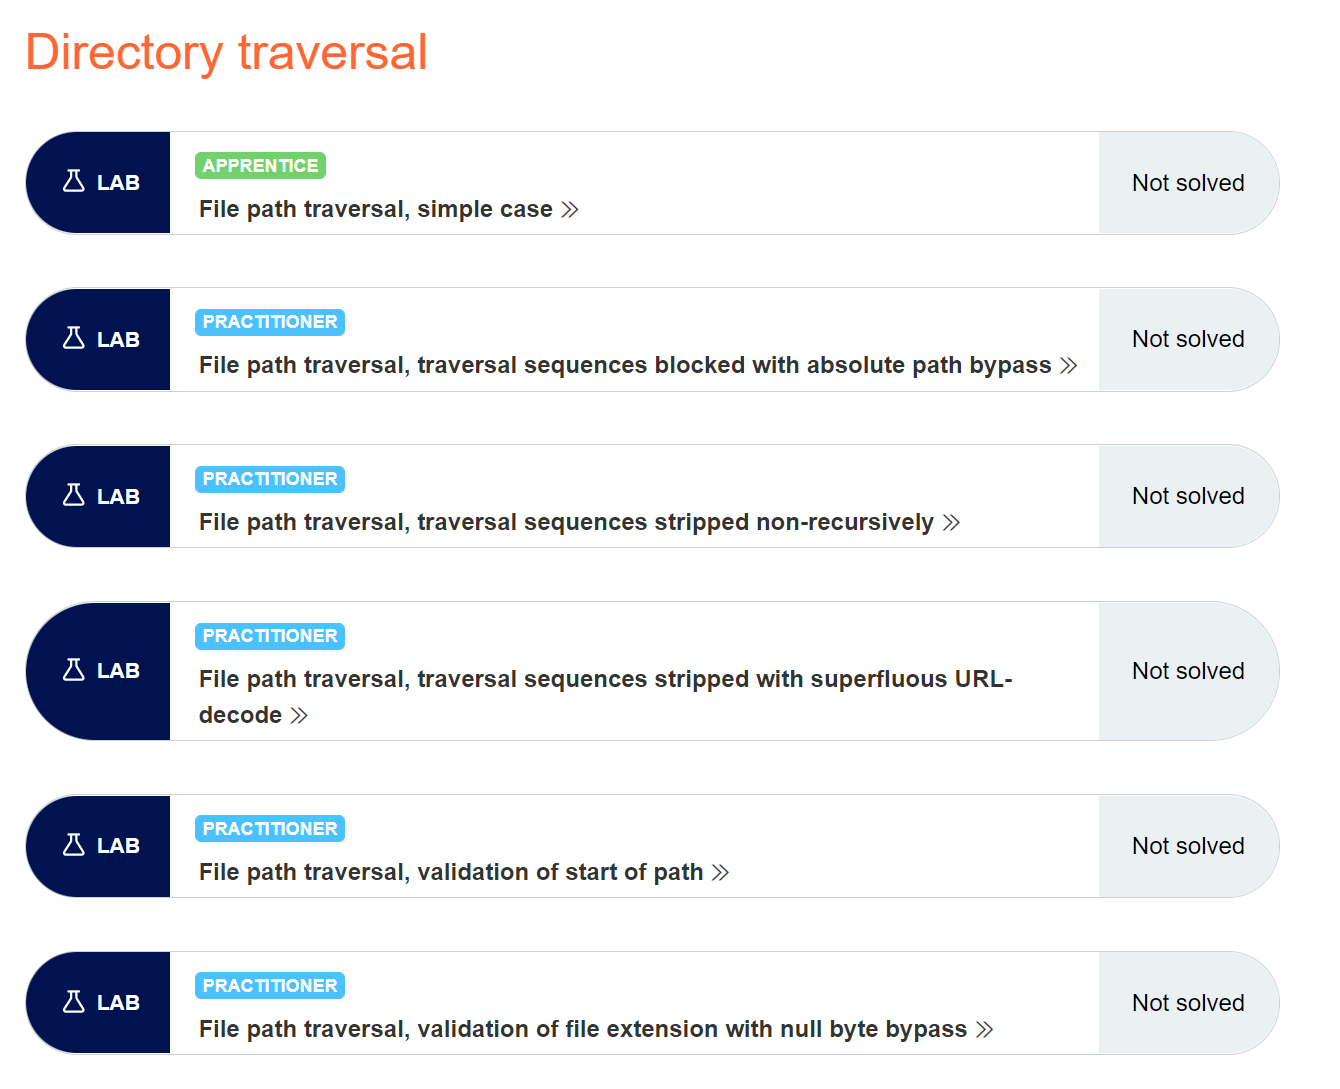 Directory traversal
LAB
APPRENTICE
File path traversal, simple case
Not solved
LAB
PRACTITIONER
File path traversal, traversal sequences blocked with absolute path bypass
Not solved
LAB
PRACTITIONER
File path traversal, traversal sequences stripped non-recursively
Not solved
LAB
PRACTITIONER
File path traversal, traversal sequences stripped with superfluous URL-
decode
Not solved
LAB
PRACTITIONER
File path traversal, validation of start of path
Not solved
LAB
PRACTITIONER
File path traversal, validation of file extension with null byte bypass
Not solved